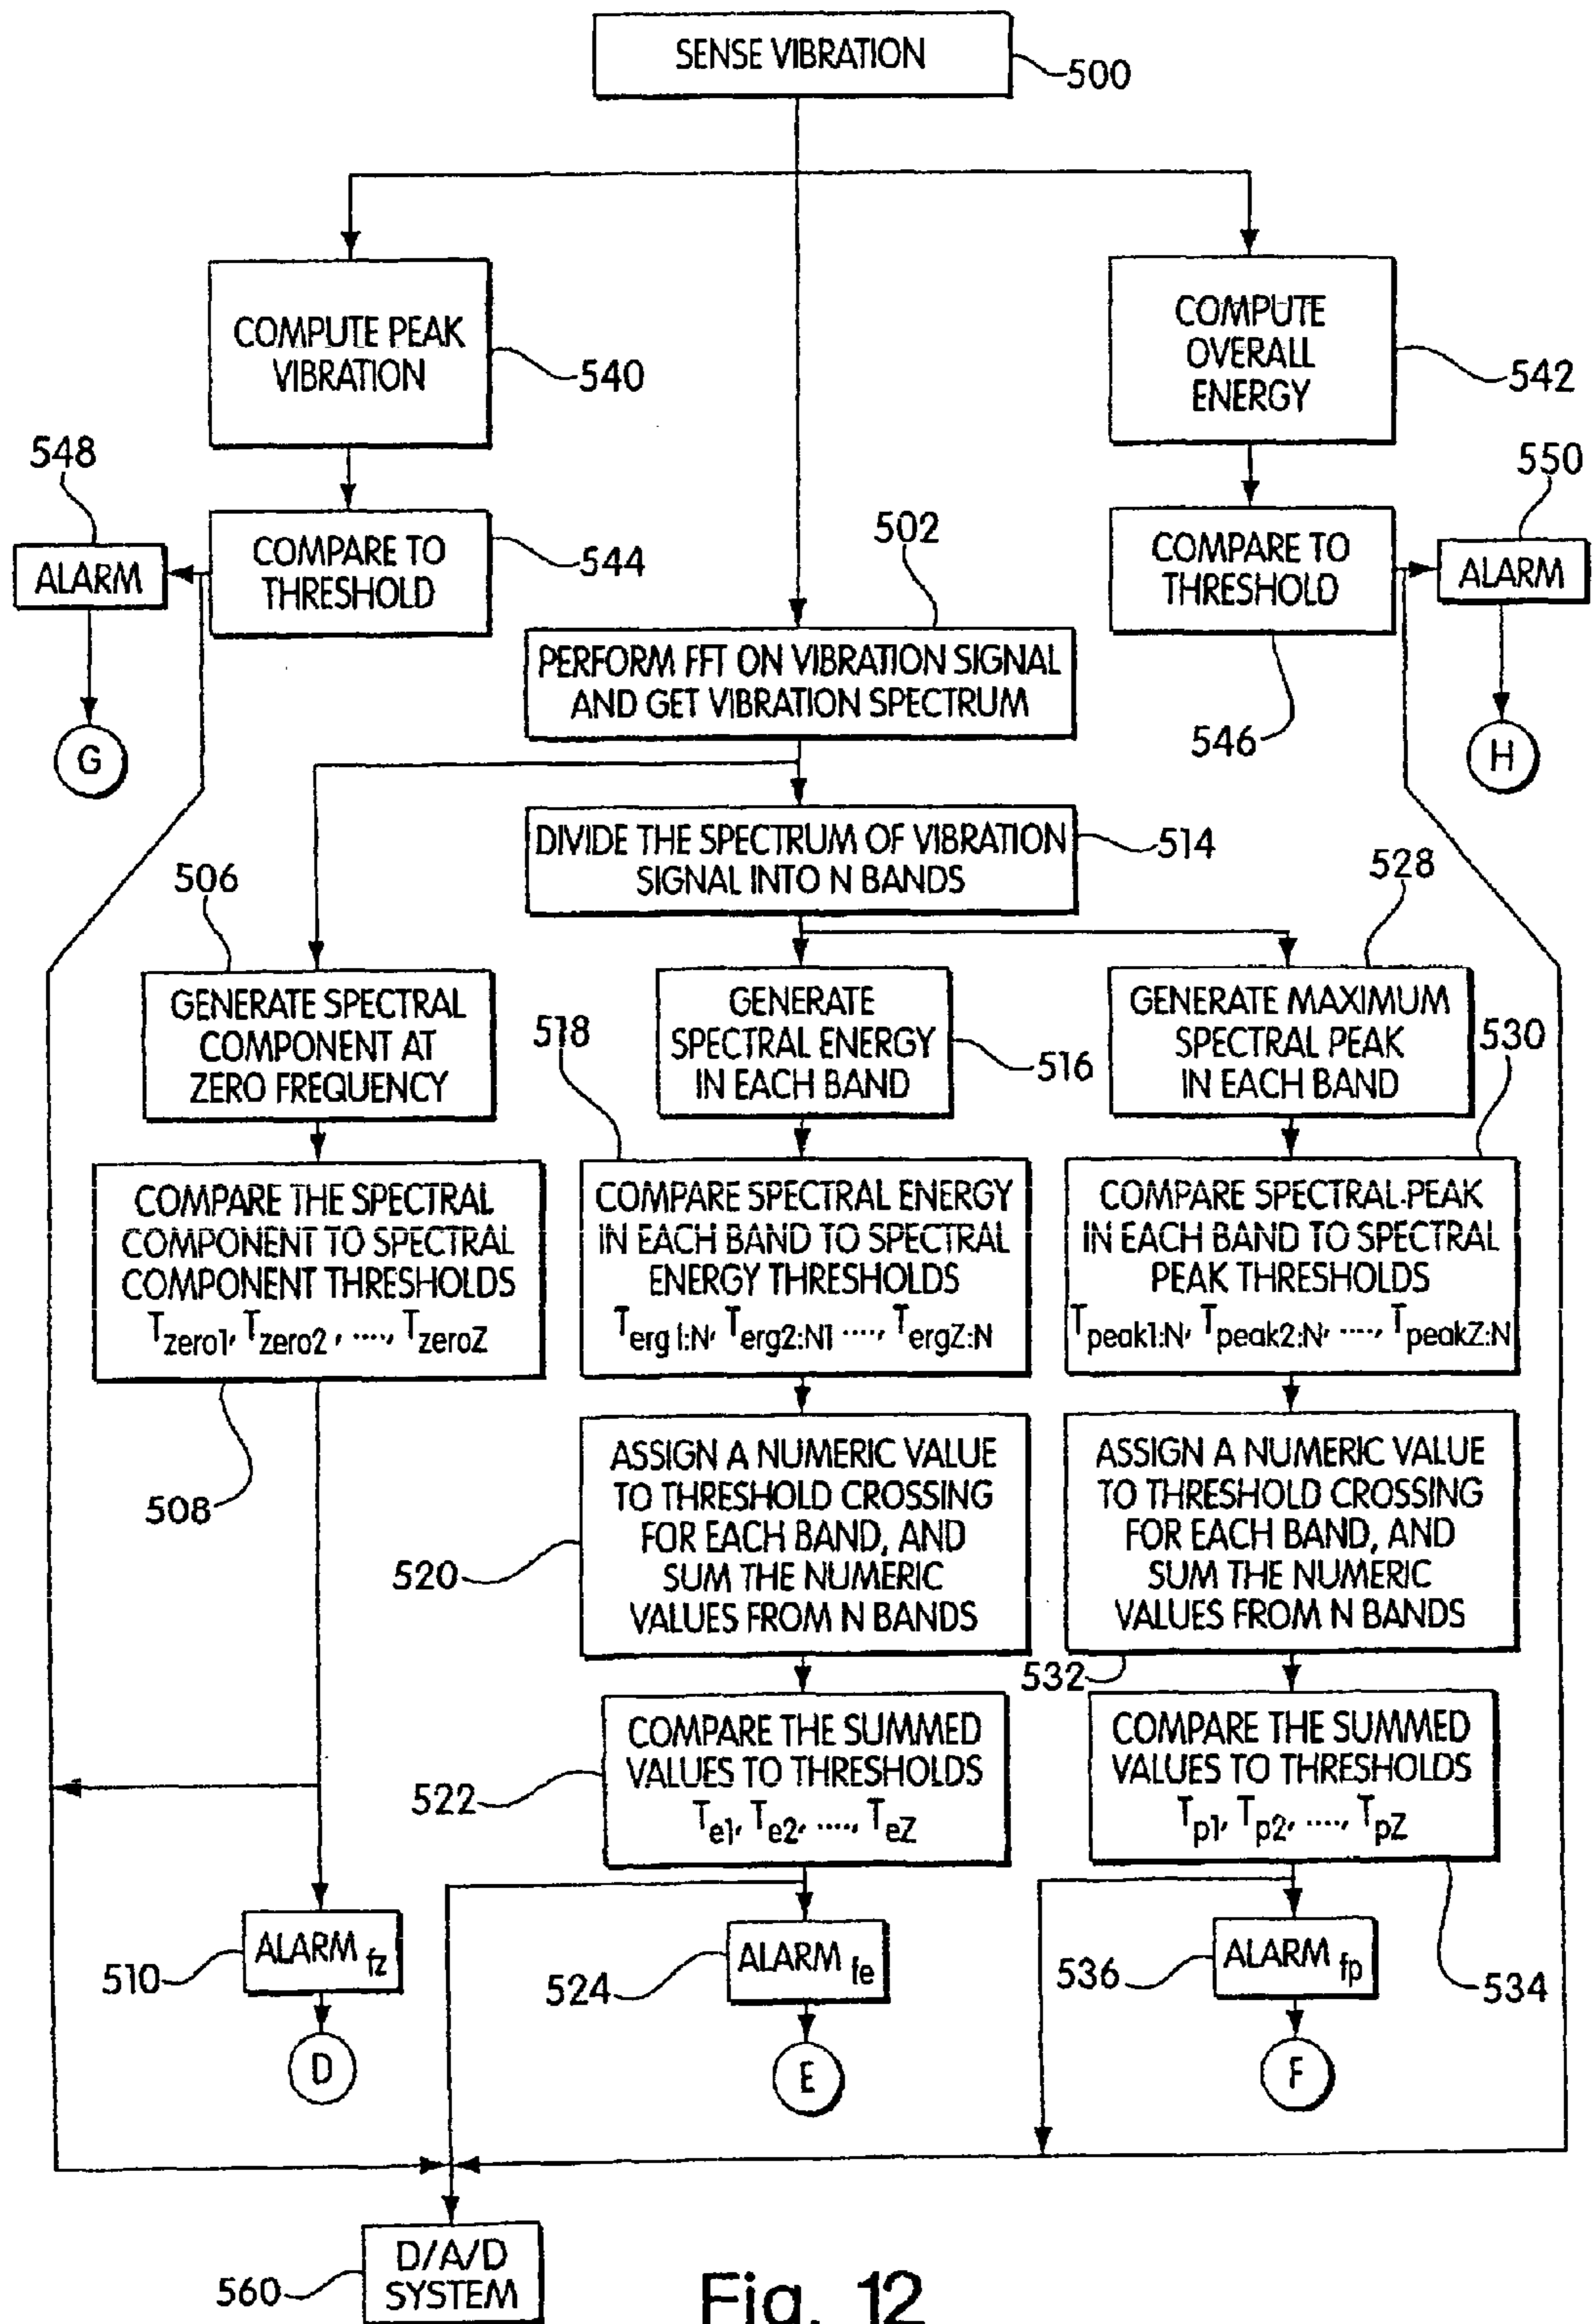 SENSE VIBRATION
500
COMPUTE PEAK
VIBRATION
540
COMPUTE
OVERALL
ENERGY
542
548
ALARM
COMPARE TO
THRESHOLD
544
502
COMPARE TO
THRESHOLD
546
550
ALARM
G
H
PERFORM FFT ON VIBRATION SIGNAL
AND GET VIBRATION SPECTRUM
DIVIDE THE SPECTRUM OF VIBRATION
SIGNAL INTO N BANDS
514
506
GENERATE SPECTRAL
COMPONENT AT
ZERO FREQUENCY
GENERATE
SPECTRAL ENERGY
IN EACH BAND
516
528
GENERATE MAXIMUM
SPECTRAL PEAK
IN EACH BAND
COMPARE THE SPECTRAL
COMPONENT TO SPECTRAL
COMPONENT THRESHOLDS
Tzero1, Tzero2, ...., TzeroZ
508
518
COMPARE SPECTRAL ENERGY
IN EACH BAND TO SPECTRAL
ENERGY THRESHOLDS
Terg1:N, Terg2:N1 ...., TergZ:N
530
COMPARE SPECTRAL-PEAK
IN EACH BAND TO SPECTRAL
PEAK THRESHOLDS
Tpeak1:N, Tpeak2:N, ...., TpeakZ:N
ASSIGN A NUMERIC VALUE
TO THRESHOLD CROSSING
FOR EACH BAND, AND
SUM THE NUMERIC
VALUES FROM N BANDS
520
ASSIGN A NUMERIC VALUE
TO THRESHOLD CROSSING
FOR EACH BAND, AND
SUM THE NUMERIC
VALUES FROM N BANDS
532
COMPARE THE SUMMED
VALUES TO THRESHOLDS
Te1, Te2, ...., TeZ
522
COMPARE THE SUMMED
VALUES TO THRESHOLDS
Tp1, Tp2, ...., TpZ
534
ALARM fz
510
ALARM fe
524
ALARM fp
536
D
E
F
D/A/D
SYSTEM
560
Fig. 12